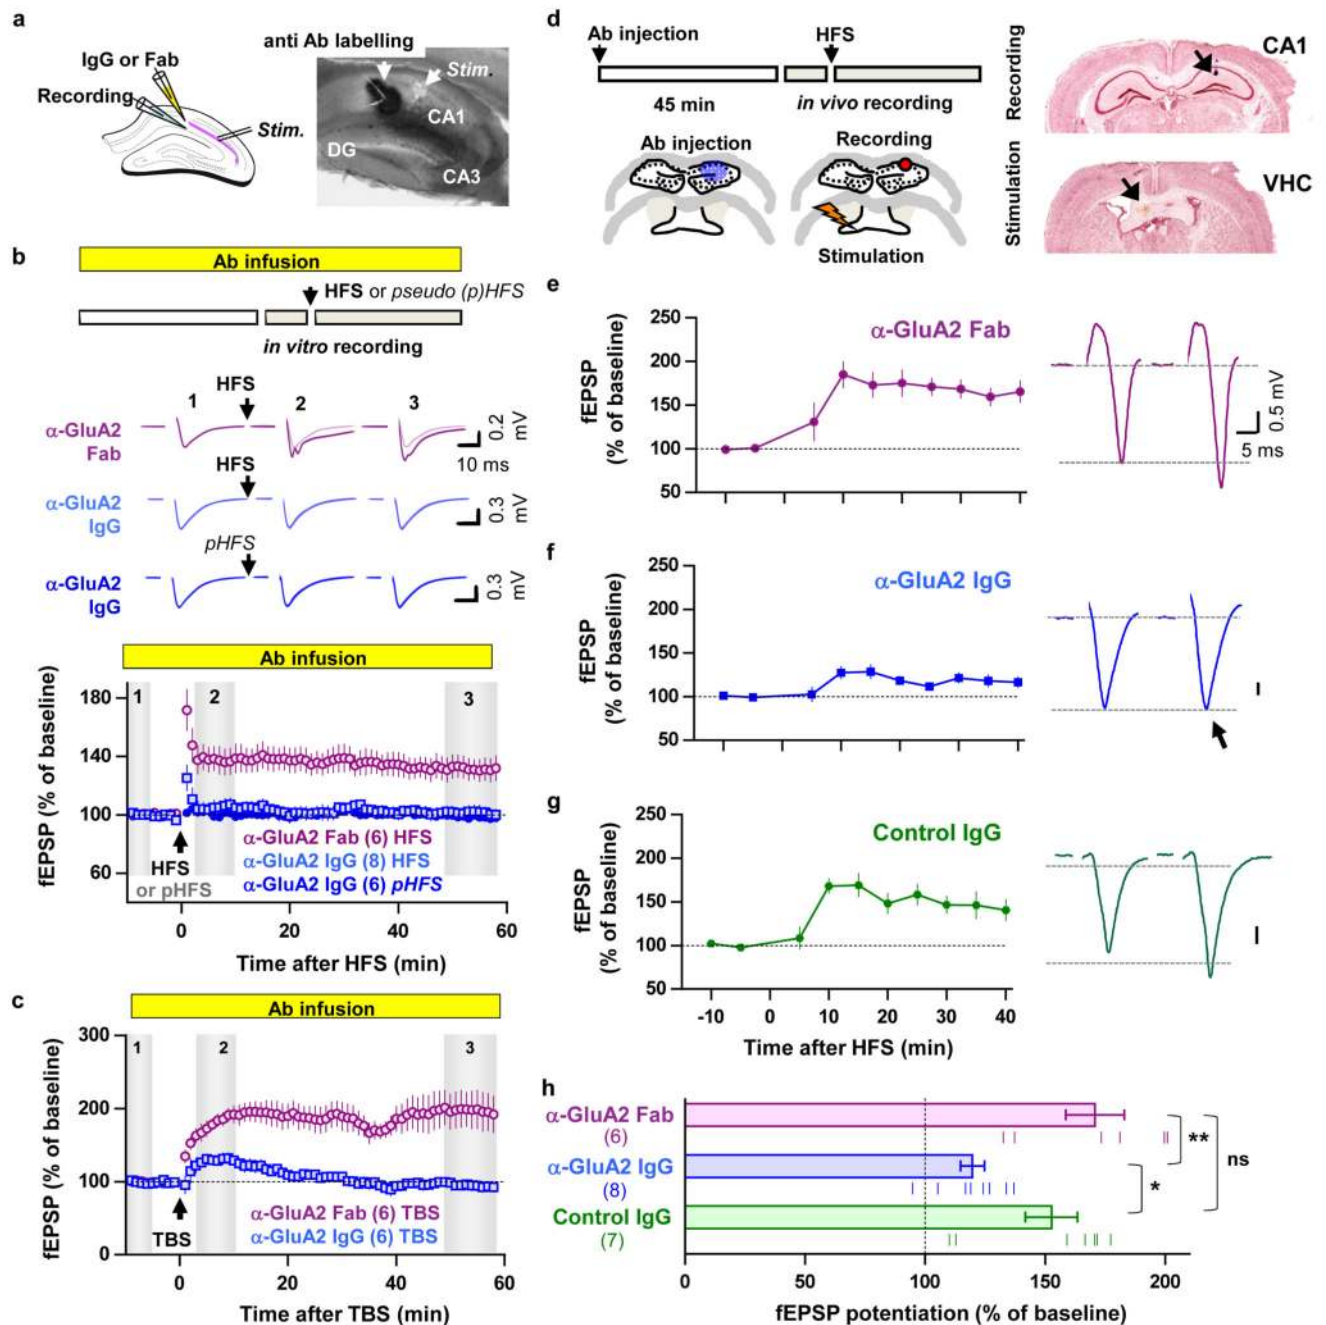 a
IgG or Fab
Recording
Stim.
anti Ab labelling
Stim.
CA1
DG
CA3
b
Ab infusion
HFS or pseudo (p)HFS
in vitro recording
HFS
1 2 3
α-GluA2
Fab
0.2
mV
10 ms
HFS
α-GluA2
IgG
0.3
mV
pHFS
α-GluA2
IgG
0.3
mV
Ab infusion
fEPSP (% of baseline)
180
140
100
60
1 2 3
HFS
or pHFS
α-GluA2 Fab (6) HFS
α-GluA2 IgG (8) HFS
α-GluA2 IgG (6) pHFS
0 20 40 60
Time after HFS (min)
c
Ab infusion
fEPSP (% of baseline)
300
200
100
0
1 2 3
TBS
α-GluA2 Fab (6) TBS
α-GluA2 IgG (6) TBS
0 20 40 60
Time after TBS (min)
d
Ab injection
HFS
45 min
in vivo recording
Ab injection
Recording
Stimulation
Recording
CA1
Stimulation
VHC
e
fEPSP
(% of baseline)
250
200
150
100
50
α-GluA2 Fab
0.5 mV
5 ms
f
fEPSP
(% of baseline)
250
200
150
100
50
α-GluA2 IgG
g
fEPSP
(% of baseline)
250
200
150
100
50
Control IgG
-10 0 10 20 30 40
Time after HFS (min)
h
α-GluA2 Fab
(6)
α-GluA2 IgG
(8)
Control IgG
(7)
**
*
ns
0 50 100 150 200
fEPSP potentiation (% of baseline)